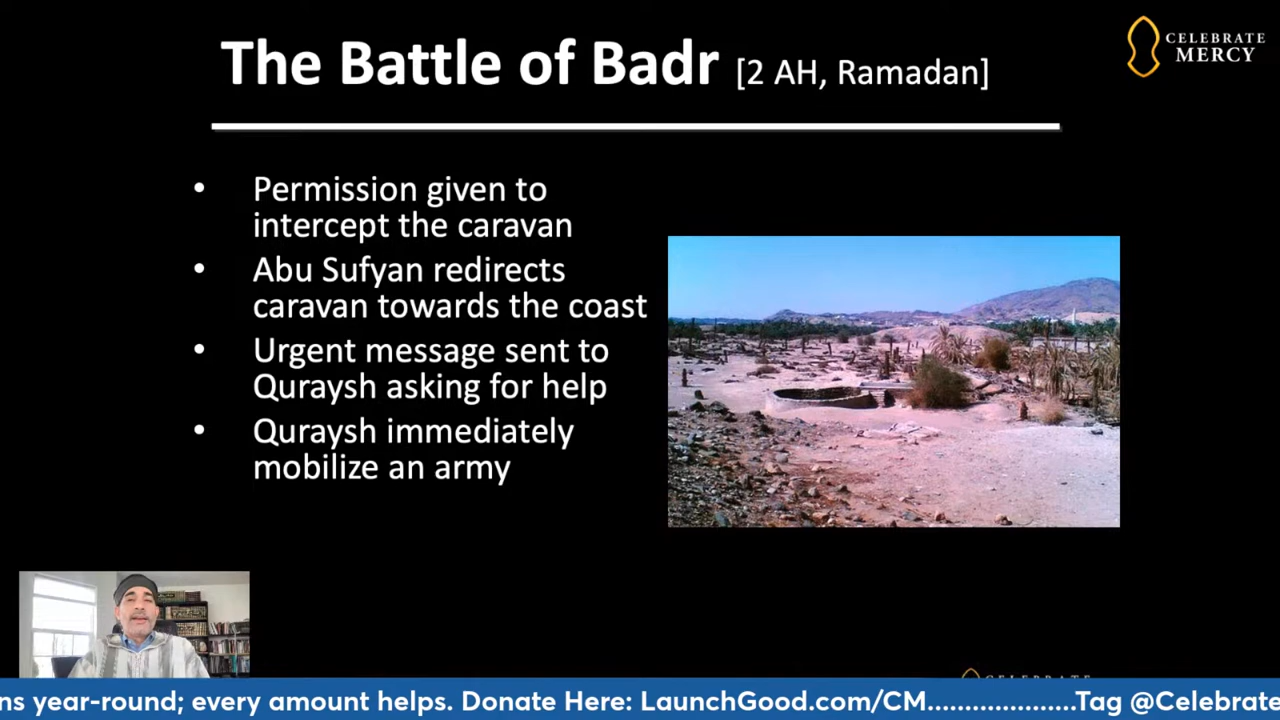 The Battle of Badr [2 AH, Ramadan]
CELEBRATE
MERCY
• Permission given to
intercept the caravan
• Abu Sufyan redirects
caravan towards the coast
• Urgent message sent to
Quraysh asking for help
• Quraysh immediately
mobilize an army
CELEBRATE
ns year-round; every amount helps. Donate Here: LaunchGood.com/CM....................Tag @Celebrate